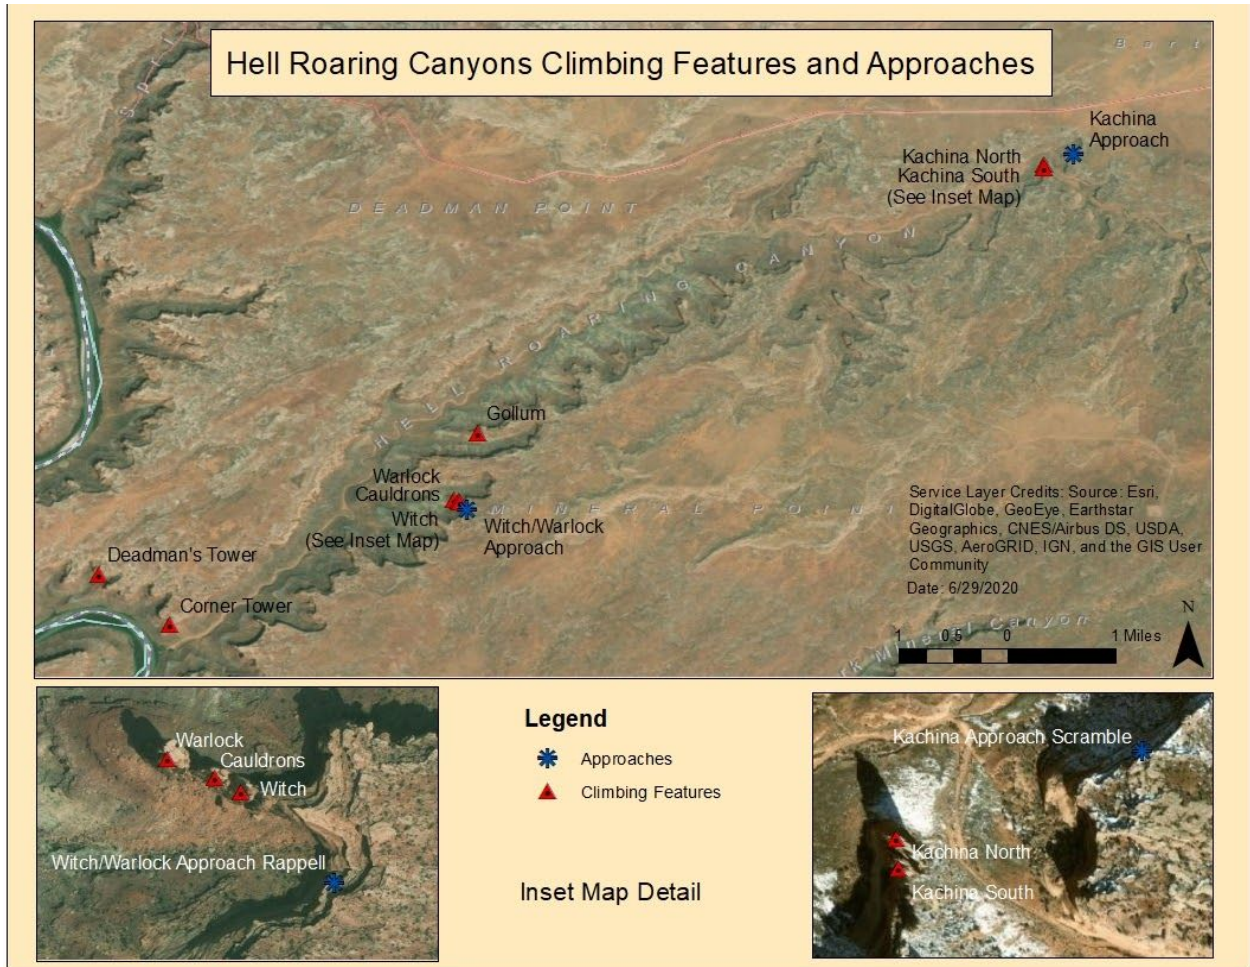 Hell Roaring Canyons Climbing Features and Approaches
Kachina
Approach
Kachina North
Kachina South
(See Inset Map)
DEADMAN POINT
HELL ROARING CANYON
Gollum
Warlock
Cauldrons
Witch
(See Inset Map)
MINERAL POINT
Witch/Warlock
Approach
Deadman's Tower
Corner Tower
Service Layer Credits: Source: Esri,
DigitalGlobe, GeoEye, Earthstar
Geographics, CNES/Airbus DS, USDA,
USGS, AeroGRID, IGN, and the GIS User
Community
Date: 6/29/2020
Mineral Canyon
N
1 0.5 0 1 Miles
Warlock
Cauldrons
Witch
Witch/Warlock Approach Rappell
Legend
Approaches
Climbing Features
Inset Map Detail
Kachina Approach Scramble
Kachina North
Kachina South